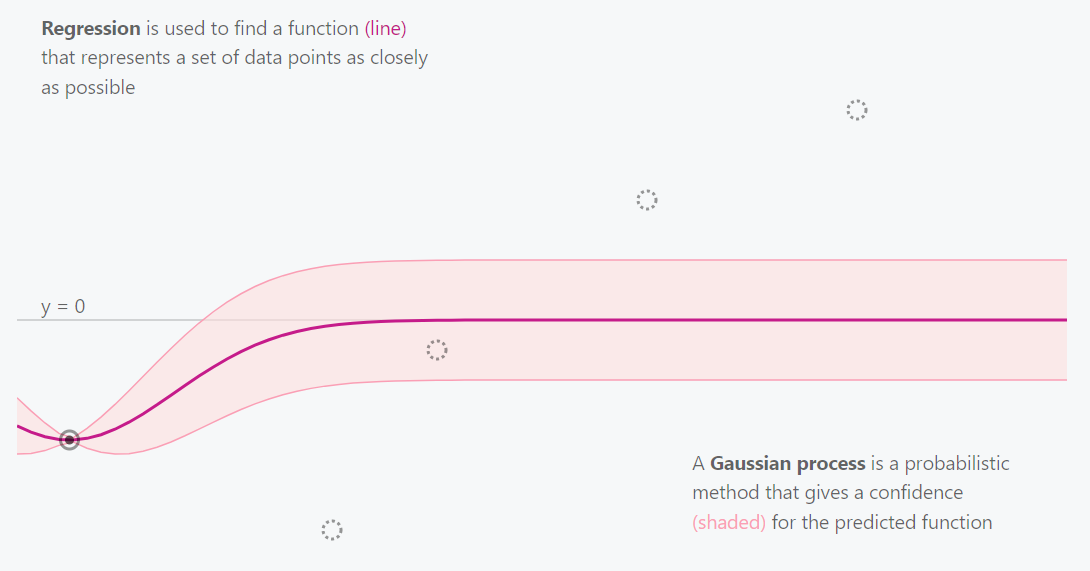 Regression is used to find a function (line)
that represents a set of data points as closely
as possible
y = 0
A Gaussian process is a probabilistic
method that gives a confidence
(shaded) for the predicted function